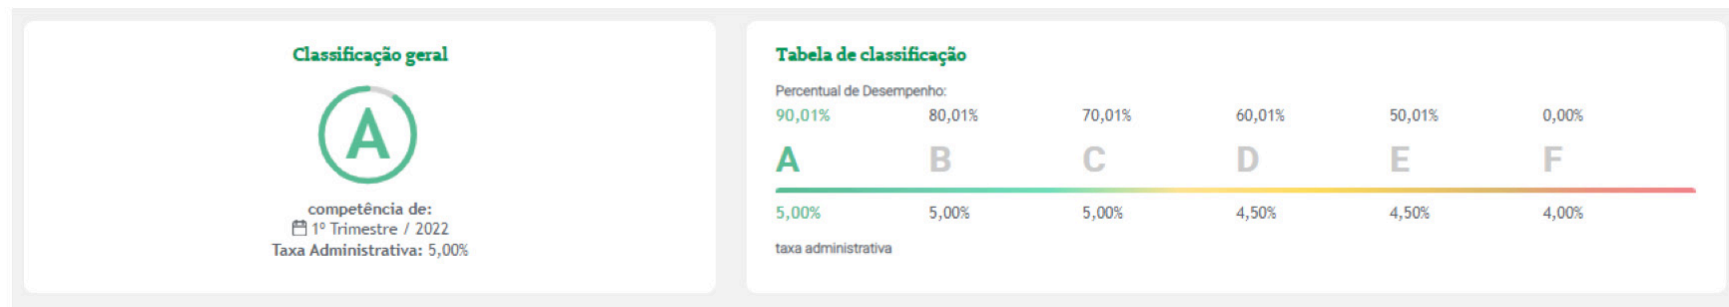 Classificação geral
A
competência de:
1º Trimestre / 2022
Taxa Administrativa: 5,00%
Tabela de classificação
Percentual de Desempenho:
90,01% 80,01% 70,01% 60,01% 50,01% 0,00%
A B C D E F
5,00% 5,00% 5,00% 4,50% 4,50% 4,00%
taxa administrativa